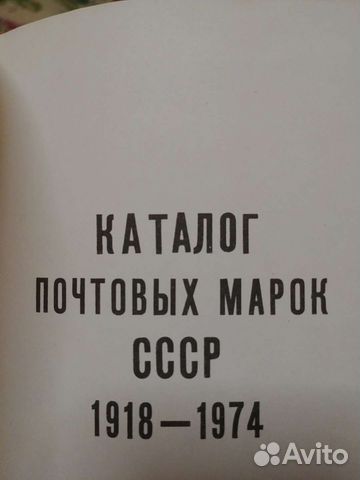 КАТАЛОГ
ПОЧТОВЫХ МАРОК
СССР
1918—1974
Avito